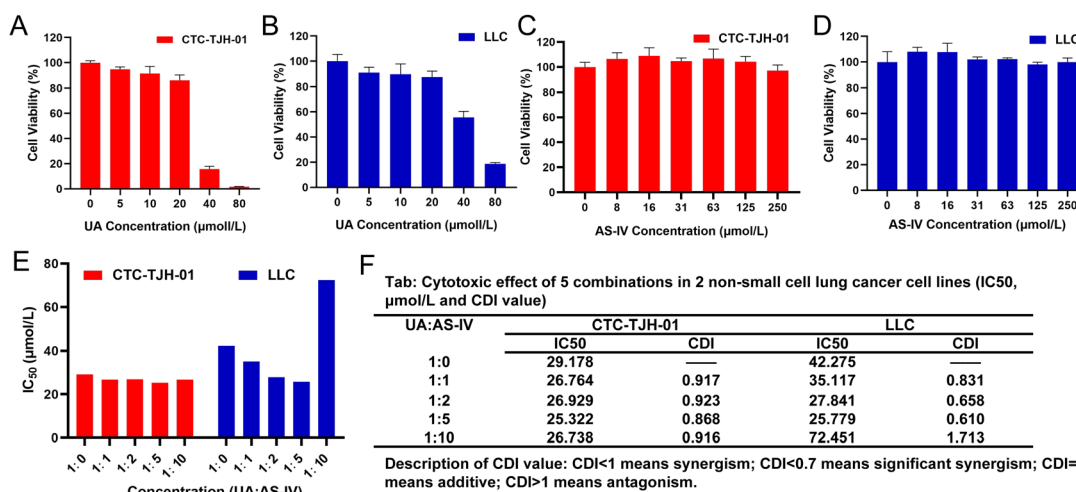 A
CTC-TJH-01
Cell Viability (%)
120
100
80
60
40
20
0
0 5 10 20 40 80
UA Concentration (μmoll/L)
B
LLC
Cell Viability (%)
120
100
80
60
40
20
0
0 5 10 20 40 80
UA Concentration (μmol/L)
C
CTC-TJH-01
Cell Viability (%)
120
100
80
60
40
20
0
0 8 16 31 63 125 250
AS-IV Concentration (μmol/L)
D
LLC
Cell Viability (%)
120
100
80
60
40
20
0
0 8 16 31 63 125 250
AS-IV Concentration (μmol/L)
E
CTC-TJH-01 LLC
IC50 (μmol/L)
80
60
40
20
0
1: 0 1: 1 1: 2 1: 5 1: 10 1: 0 1: 1 1: 2 1: 5 1: 10
Concentration (UA:AS-IV)
F
Tab: Cytotoxic effect of 5 combinations in 2 non-small cell lung cancer cell lines (IC50,
μmol/L and CDI value)
UA:AS-IV CTC-TJH-01 LLC
IC50 CDI IC50 CDI
1:0 29.178 —— 42.275 ——
1:1 26.764 0.917 35.117 0.831
1:2 26.929 0.923 27.841 0.658
1:5 25.322 0.868 25.779 0.610
1:10 26.738 0.916 72.451 1.713
Description of CDI value: CDI<1 means synergism; CDI<0.7 means significant synergism; CDI=
means additive; CDI>1 means antagonism.